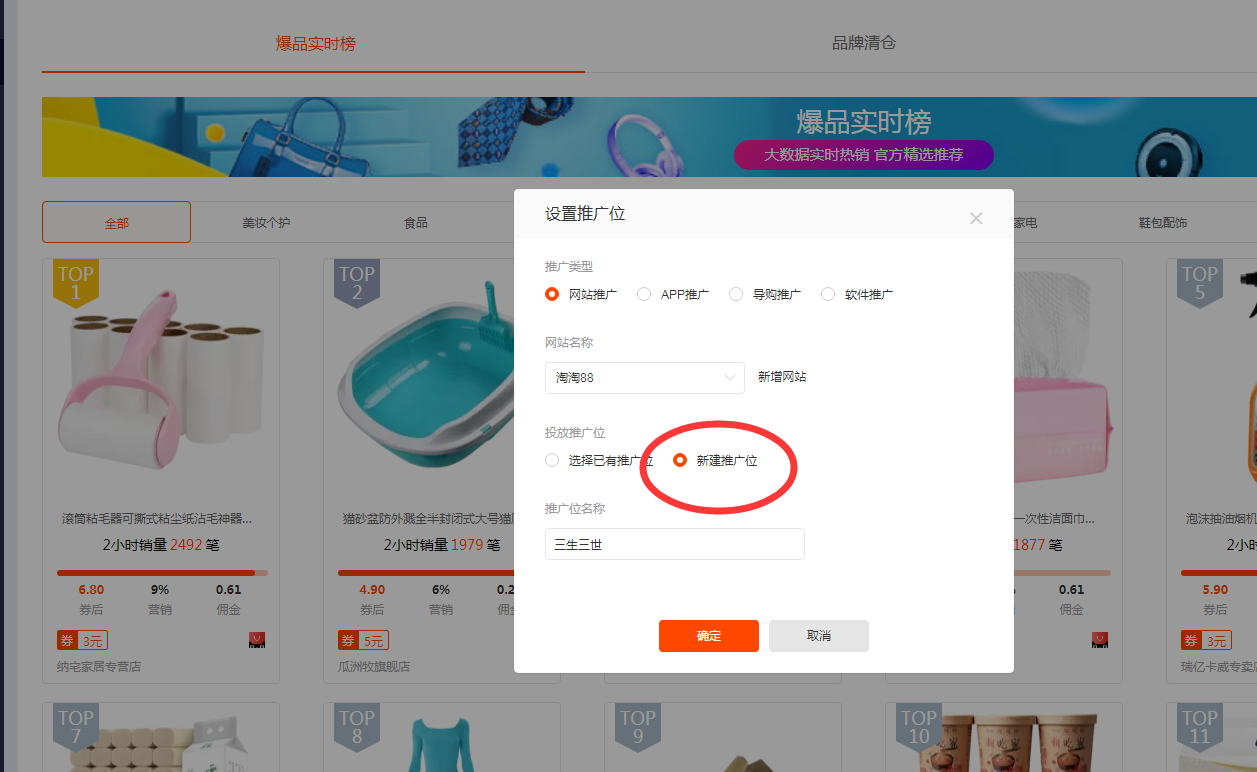 爆品实时榜
品牌清仓
爆品实时榜
大数据实时热销 官方精选推荐
全部
美妆个护
食品
家电
鞋包配饰
设置推广位
推广类型
网站推广
APP推广
导购推广
软件推广
网站名称
淘淘88
新增网站
投放推广位
选择已有推广位
新建推广位
推广位名称
三生三世
确定
取消
TOP
1
滚筒粘毛器可撕式粘尘纸沾毛神器...
2小时销量 2492 笔
6.80
9%
0.61
券后
营销
佣金
券 3元
纳宅家居专营店
TOP
2
猫砂盆防外溅全半封闭式大号猫
2小时销量 1979 笔
4.90
6%
0.2
券后
营销
佣金
券 5元
瓜洲牧旗舰店
一次性洁面巾...
1877 笔
0.61
佣金
TOP
5
泡沫抽油烟机
2小时
5.90
券后
券 3元
瑞亿卡威专卖店
TOP
7
TOP
8
TOP
9
TOP
10
TOP
11